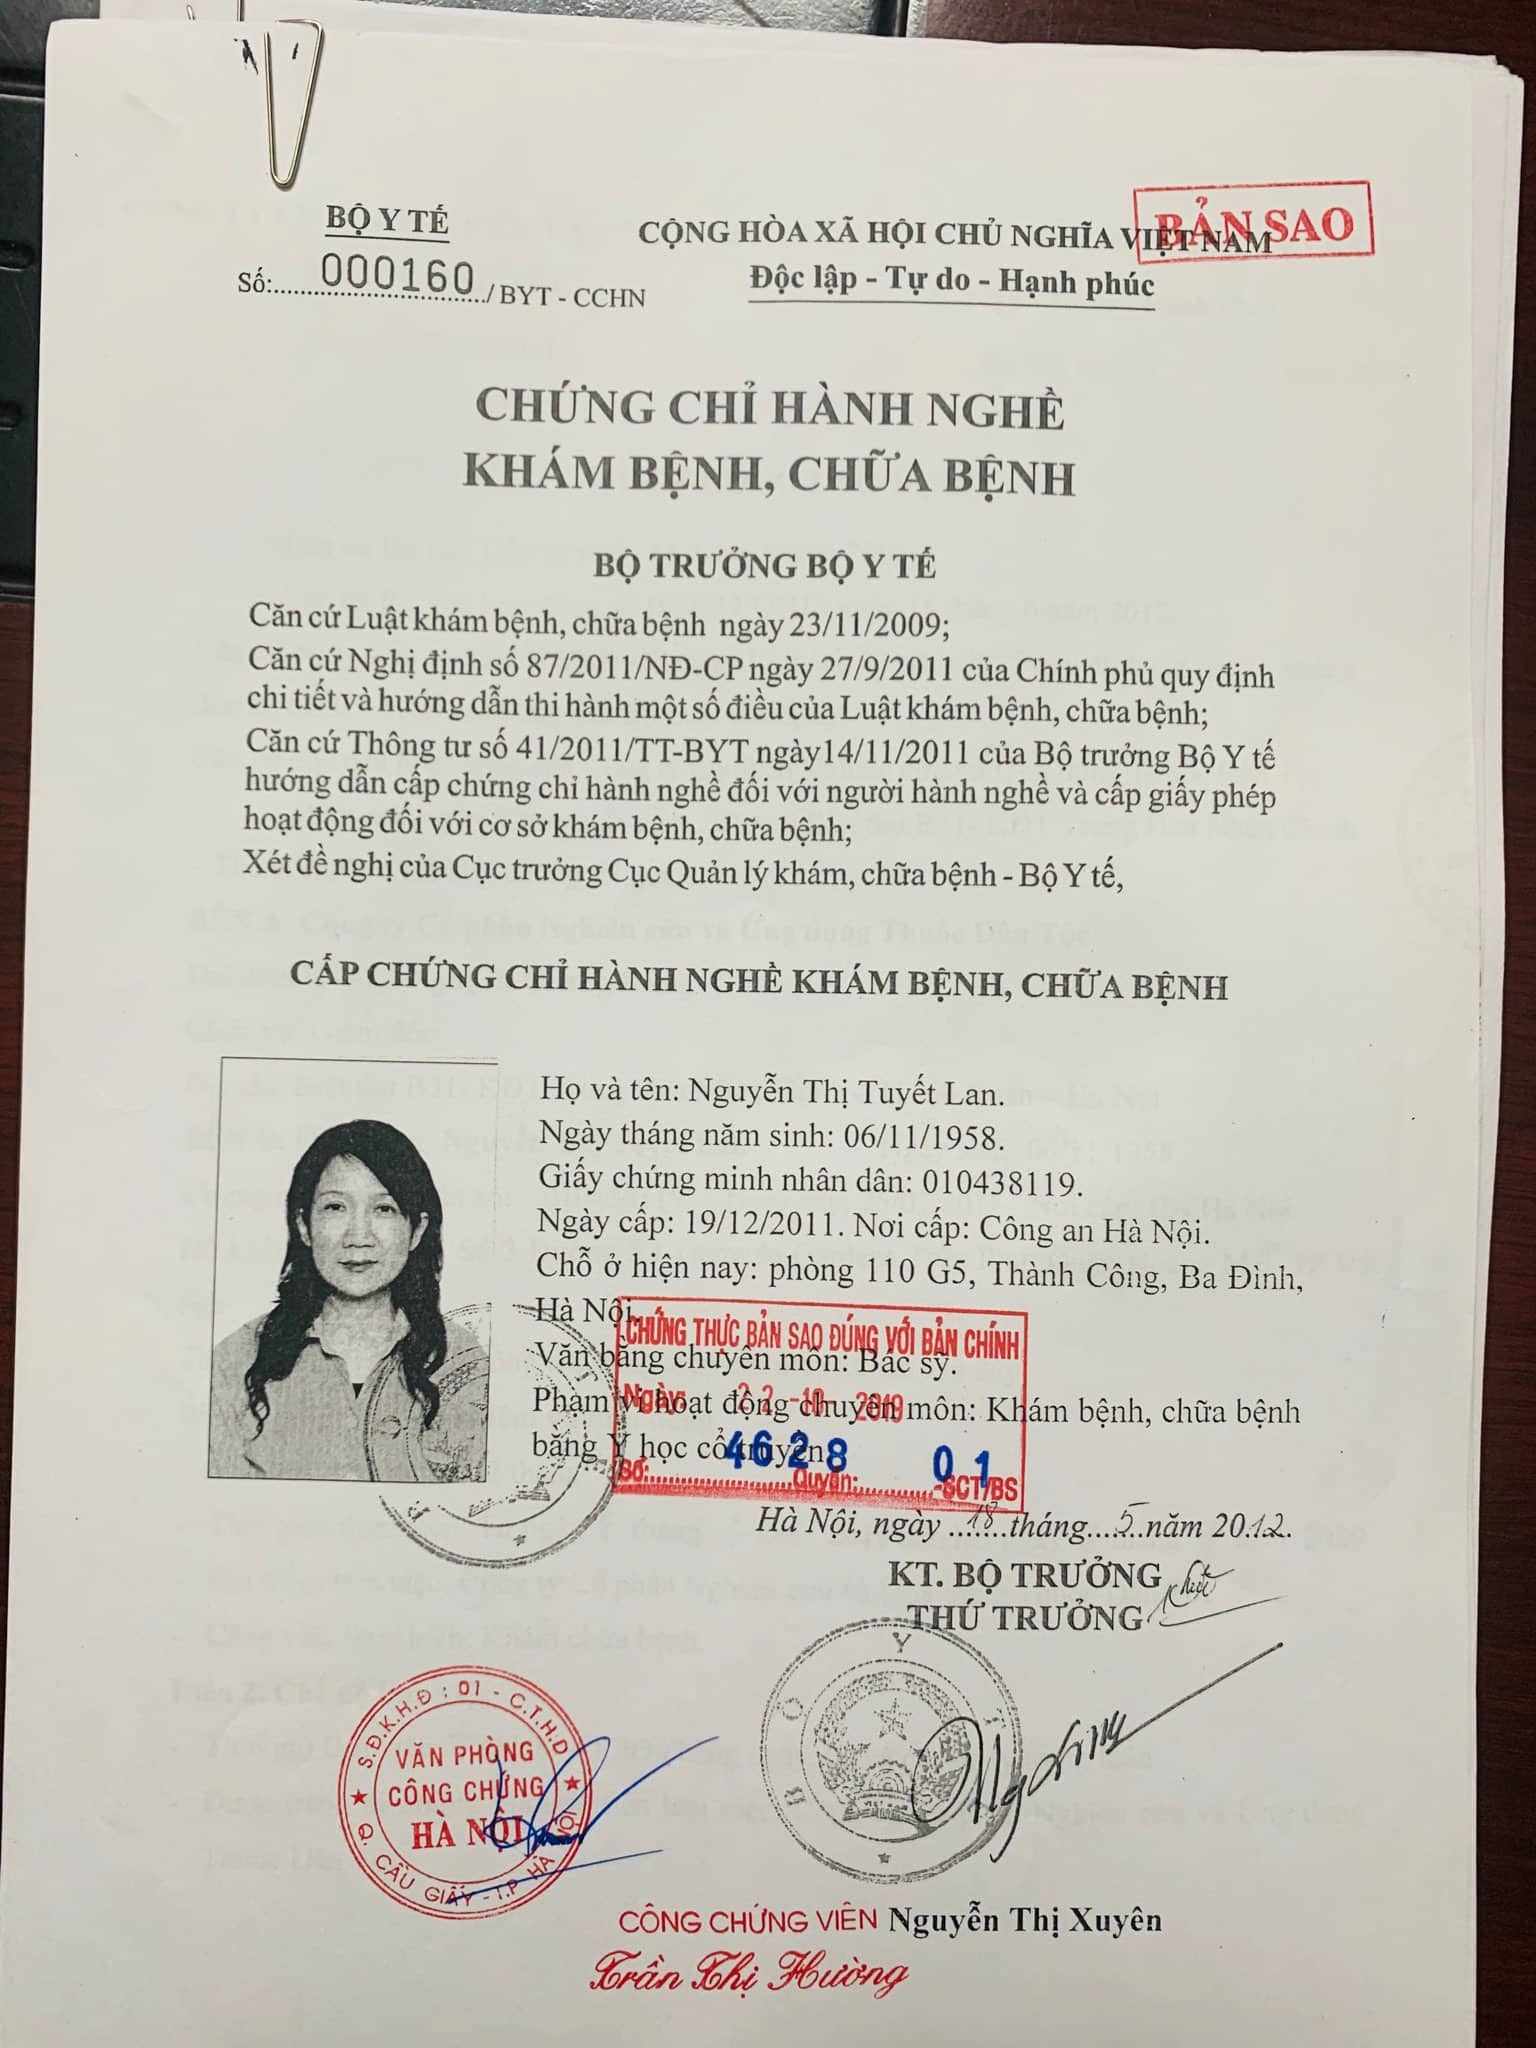 BẢN SAO
BỘ Y TẾ
CỘNG HÒA XÃ HỘI CHỦ NGHĨA VIỆT NAM
Số:.....000160...../BYT - CCHN
Độc lập - Tự do - Hạnh phúc
CHỨNG CHỈ HÀNH NGHỀ
KHÁM BỆNH, CHỮA BỆNH
BỘ TRƯỞNG BỘ Y TẾ
Căn cứ Luật khám bệnh, chữa bệnh ngày 23/11/2009;
Căn cứ Nghị định số 87/2011/NĐ-CP ngày 27/9/2011 của Chính phủ quy định
chi tiết và hướng dẫn thi hành một số điều của Luật khám bệnh, chữa bệnh;
Căn cứ Thông tư số 41/2011/TT-BYT ngày14/11/2011 của Bộ trưởng Bộ Y tế
hướng dẫn cấp chứng chỉ hành nghề đối với người hành nghề và cấp giấy phép
hoạt động đối với cơ sở khám bệnh, chữa bệnh;
Xét đề nghị của Cục trưởng Cục Quản lý khám, chữa bệnh - Bộ Y tế,
CẤP CHỨNG CHỈ HÀNH NGHỀ KHÁM BỆNH, CHỮA BỆNH
Họ và tên: Nguyễn Thị Tuyết Lan.
Ngày tháng năm sinh: 06/11/1958.
Giấy chứng minh nhân dân: 010438119.
Ngày cấp: 19/12/2011. Nơi cấp: Công an Hà Nội.
Chỗ ở hiện nay: phòng 110 G5, Thành Công, Ba Đình,
Hà Nội.
Văn bằng chuyên môn: Bác sỹ.
Phạm vi hoạt động chuyên môn: Khám bệnh, chữa bệnh
bằng Y học cổ truyền
CHỨNG THỰC BẢN SAO ĐÚNG VỚI BẢN CHÍNH
Ngày 22 -10- 2019
Số:.....4628.....Quyển:.....01.....-SCT/BS
Hà Nội, ngày .....18.....tháng.....5.....năm 2012.
KT. BỘ TRƯỞNG
THỨ TRƯỞNG
BỘ Y T
S.Đ.K.H.Đ : 01 - C.T.H.D
VĂN PHÒNG
CÔNG CHỨNG
HÀ NỘI
Q. CẦU GIẤY - T.P HÀ NỘI
Nguyễn Thị Xuyên
CÔNG CHỨNG VIÊN
Trần Thị Hường